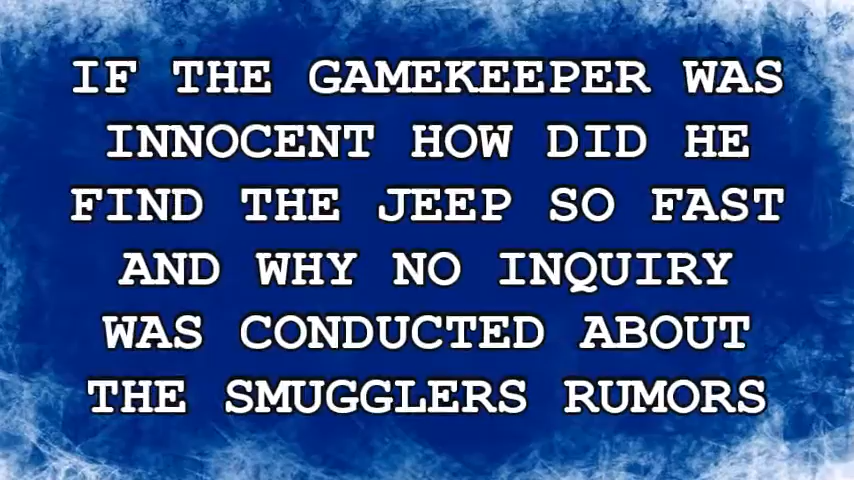 IF THE GAMEKEEPER WAS
INNOCENT HOW DID HE
FIND THE JEEP SO FAST
AND WHY NO INQUIRY
WAS CONDUCTED ABOUT
THE SMUGGLERS RUMORS